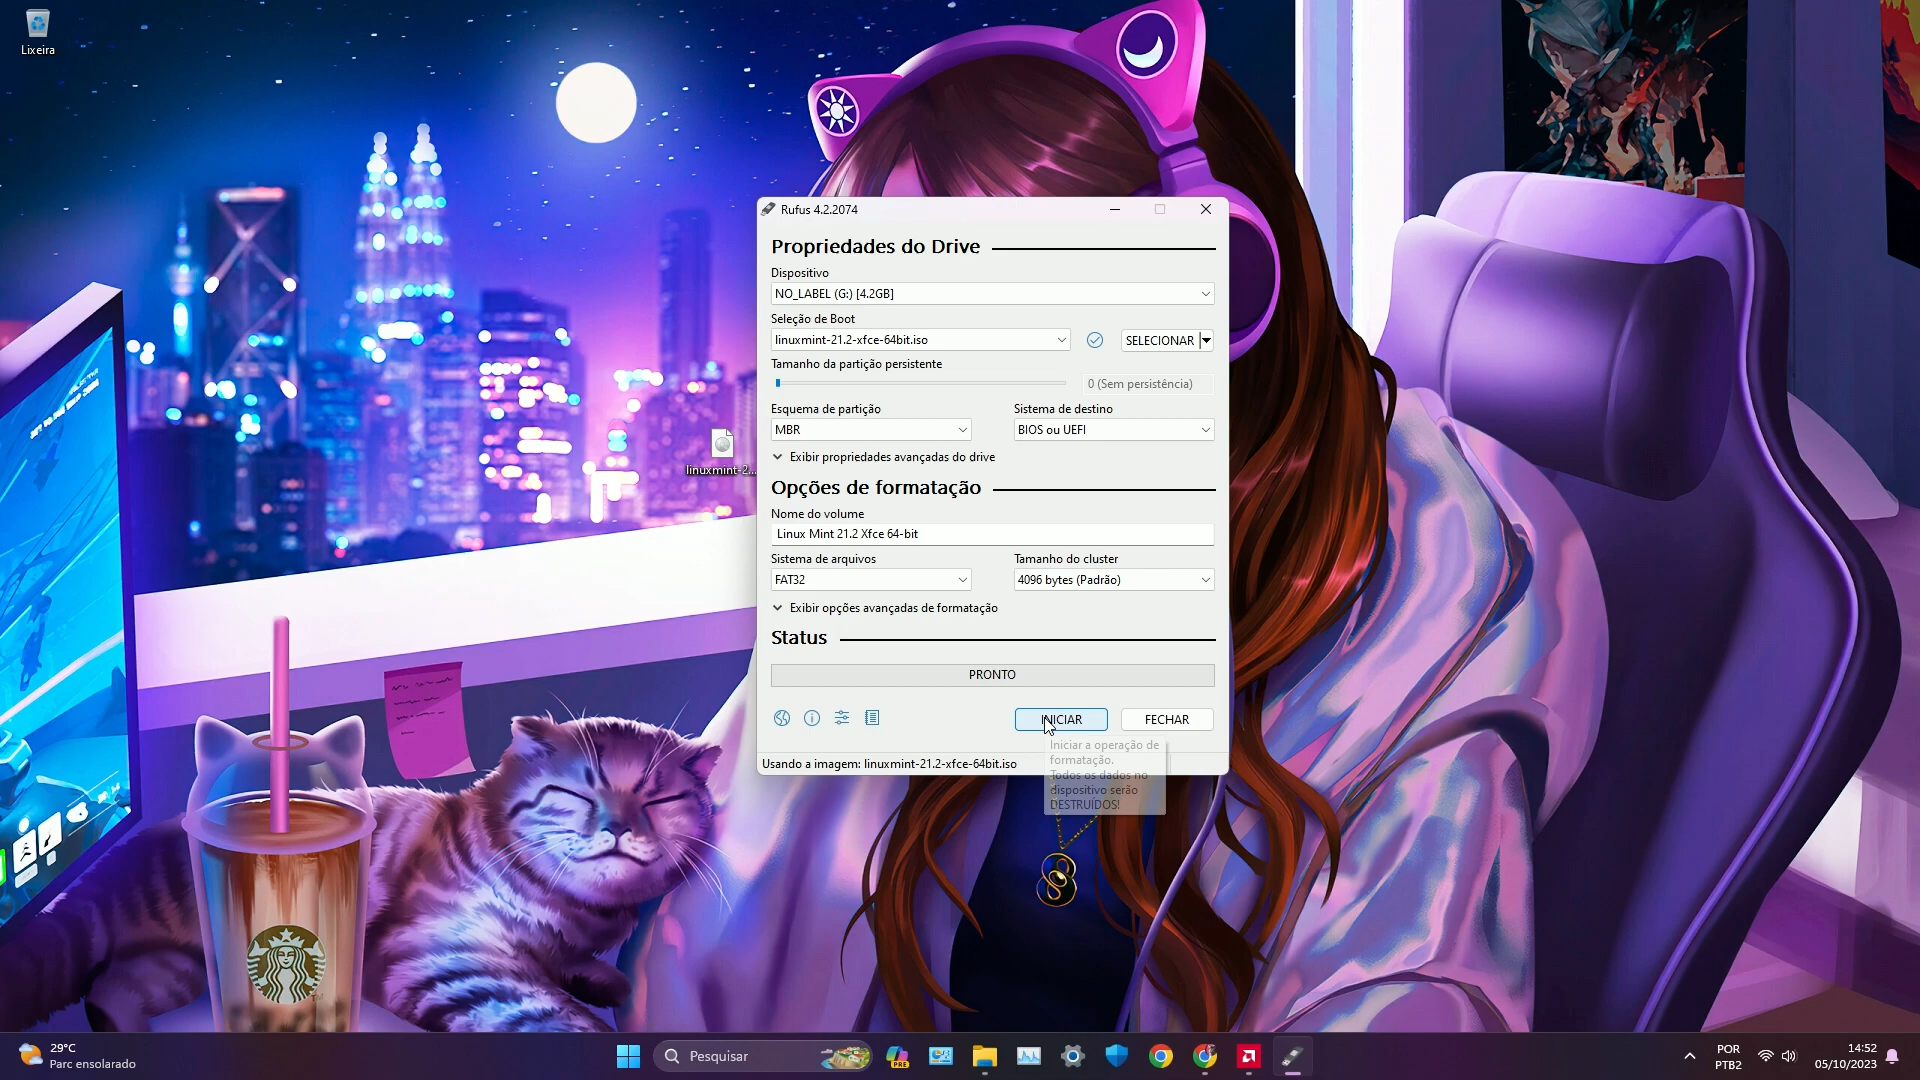 Lixeira
linuxmint-2...
Rufus 4.2.2074
Propriedades do Drive
Dispositivo
NO_LABEL (G:) [4.2GB]
Seleção de Boot
linuxmint-21.2-xfce-64bit.iso
SELECIONAR
Tamanho da partição persistente
0 (Sem persistência)
Esquema de partição
Sistema de destino
MBR
BIOS ou UEFI
Exibir propriedades avançadas do drive
Opções de formatação
Nome do volume
Linux Mint 21.2 Xfce 64-bit
Sistema de arquivos
Tamanho do cluster
FAT32
4096 bytes (Padrão)
Exibir opções avançadas de formatação
Status
PRONTO
INICIAR
FECHAR
Usando a imagem: linuxmint-21.2-xfce-64bit.iso
Iniciar a operação de
formatação.
Todos os dados no
dispositivo serão
DESTRUÍDOS!
29°C
Parc ensolarado
Pesquisar
PRE
POR
PTB2
14:52
05/10/2023